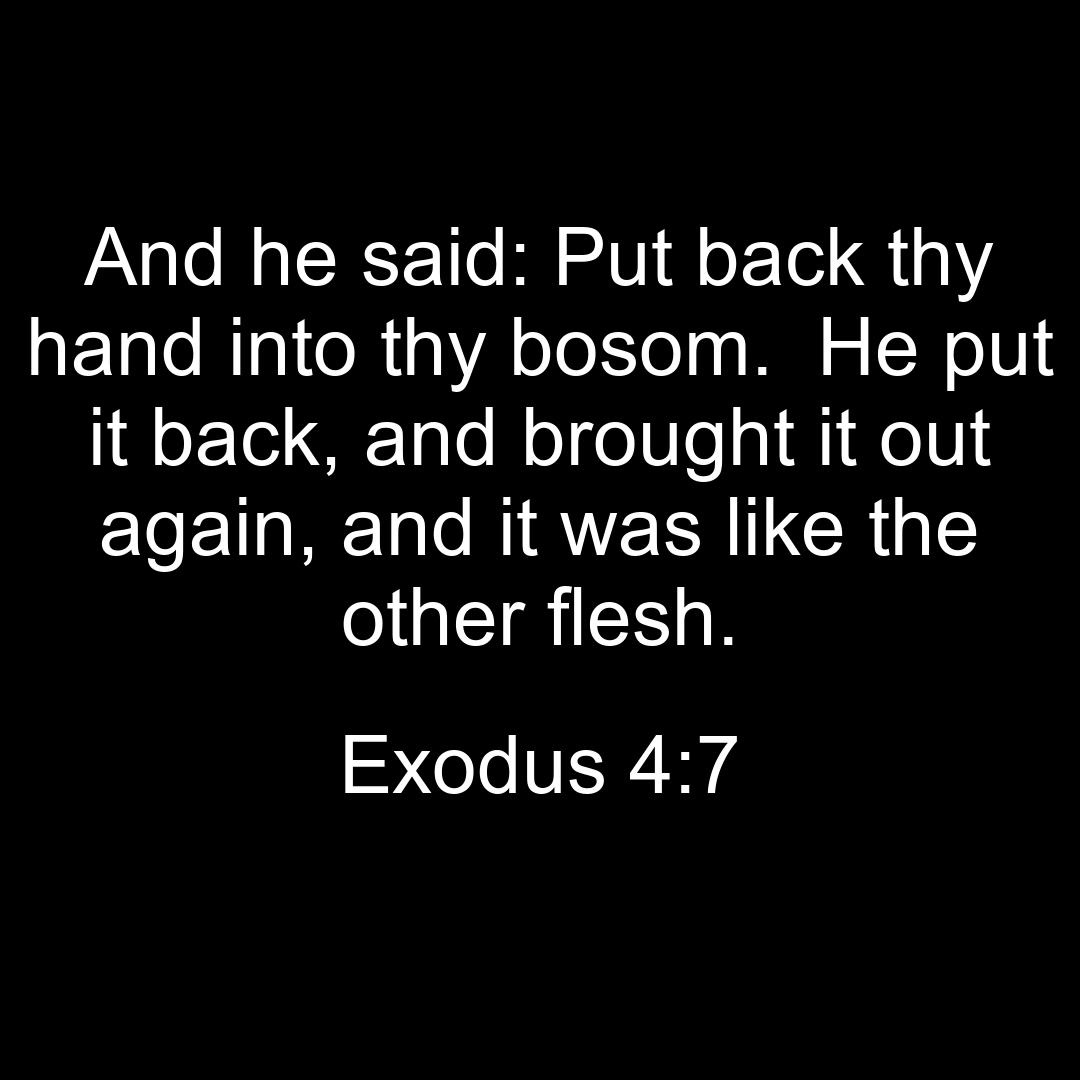 And he said: Put back thy
hand into thy bosom.  He put
it back, and brought it out
again, and it was like the
other flesh.
Exodus 4:7